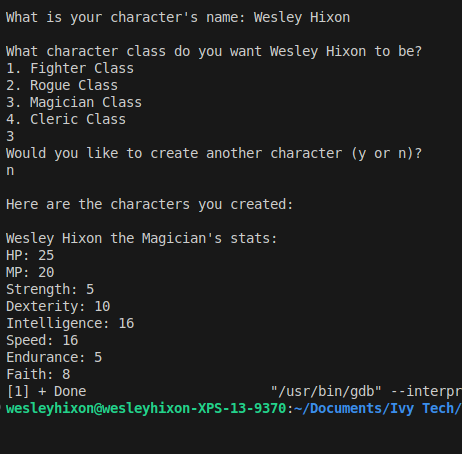 What is your character's name: Wesley Hixon
What character class do you want Wesley Hixon to be?
1. Fighter Class
2. Rogue Class
3. Magician Class
4. Cleric Class
3
Would you like to create another character (y or n)?
n
Here are the characters you created:
Wesley Hixon the Magician's stats:
HP: 25
MP: 20
Strength: 5
Dexterity: 10
Intelligence: 16
Speed: 16
Endurance: 5
Faith: 8
[1] + Done                       "/usr/bin/gdb" --interpr
wesleyhixon@wesleyhixon-XPS-13-9370:~/Documents/Ivy Tech/